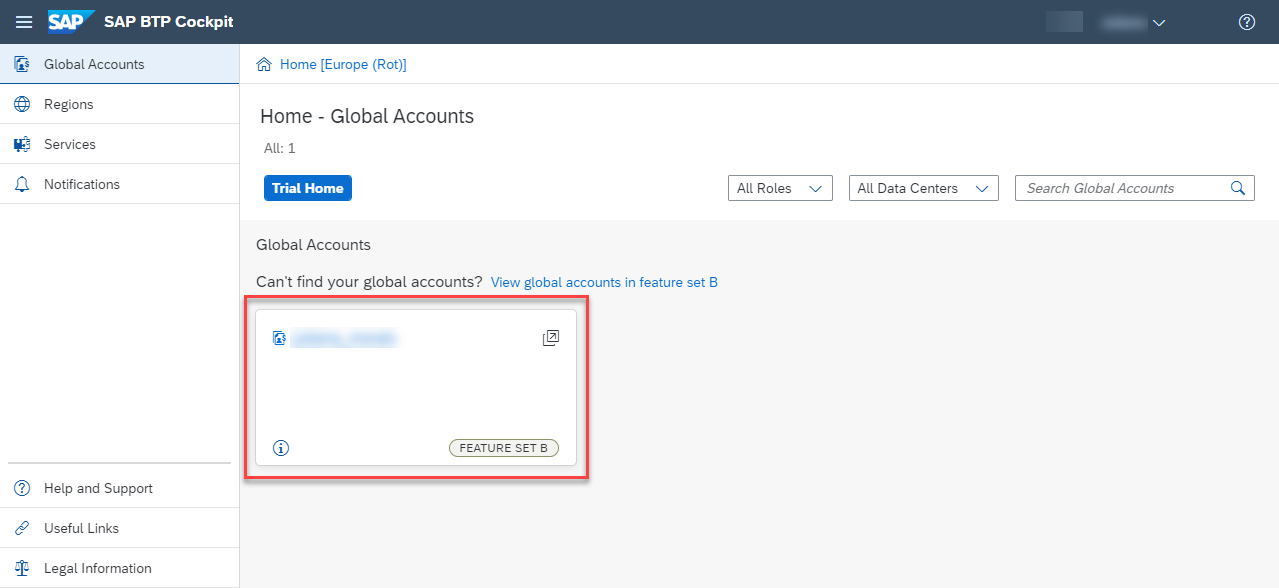 SAP SAP BTP Cockpit
Global Accounts
Regions
Services
Notifications
Help and Support
Useful Links
Legal Information
Home [Europe (Rot)]
Home - Global Accounts
All: 1
Trial Home
All Roles
All Data Centers
Search Global Accounts
Global Accounts
Can't find your global accounts? View global accounts in feature set B
FEATURE SET B